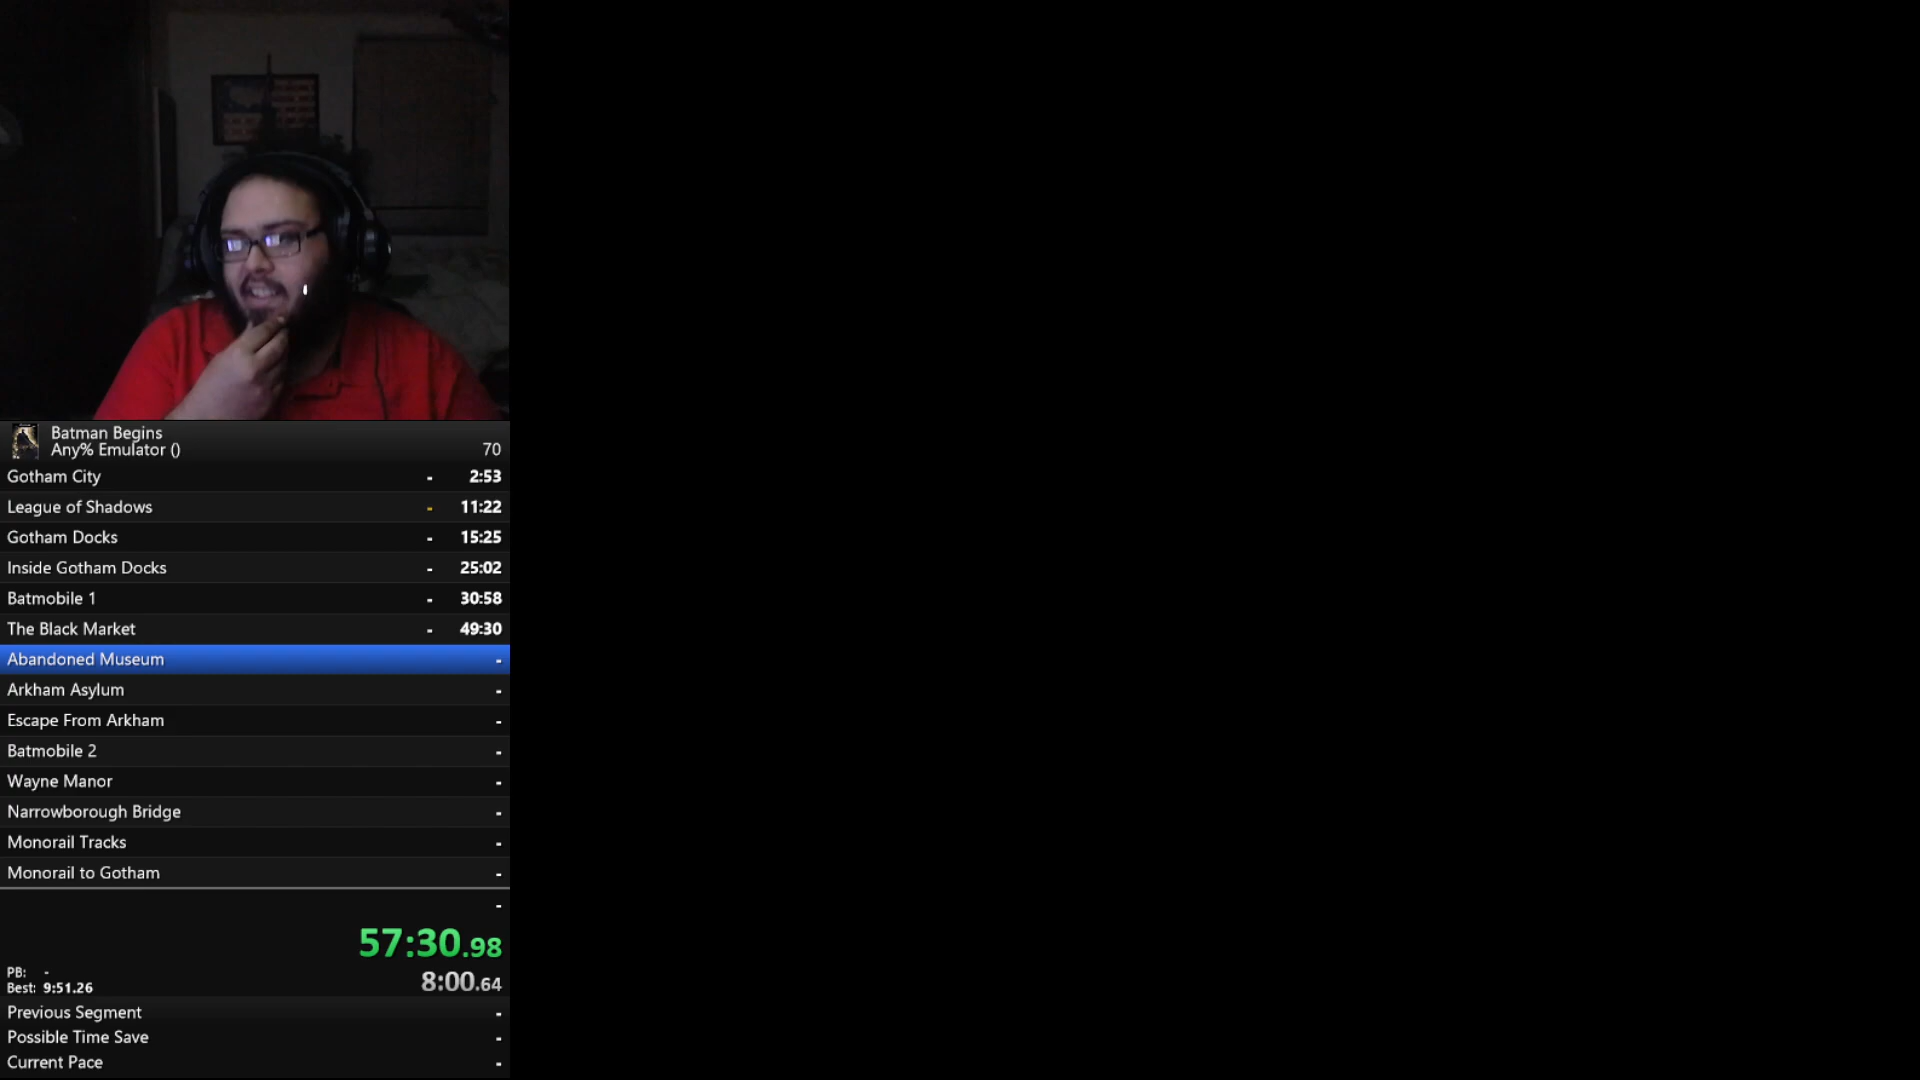 Batman Begins
Any% Emulator ()
70
Gotham City - 2:53
League of Shadows - 11:22
Gotham Docks - 15:25
Inside Gotham Docks - 25:02
Batmobile 1 - 30:58
The Black Market - 49:30
Abandoned Museum -
Arkham Asylum -
Escape From Arkham -
Batmobile 2 -
Wayne Manor -
Narrowborough Bridge -
Monorail Tracks -
Monorail to Gotham -
-
57:30.98
PB: -
Best: 9:51.26
8:00.64
Previous Segment -
Possible Time Save -
Current Pace -